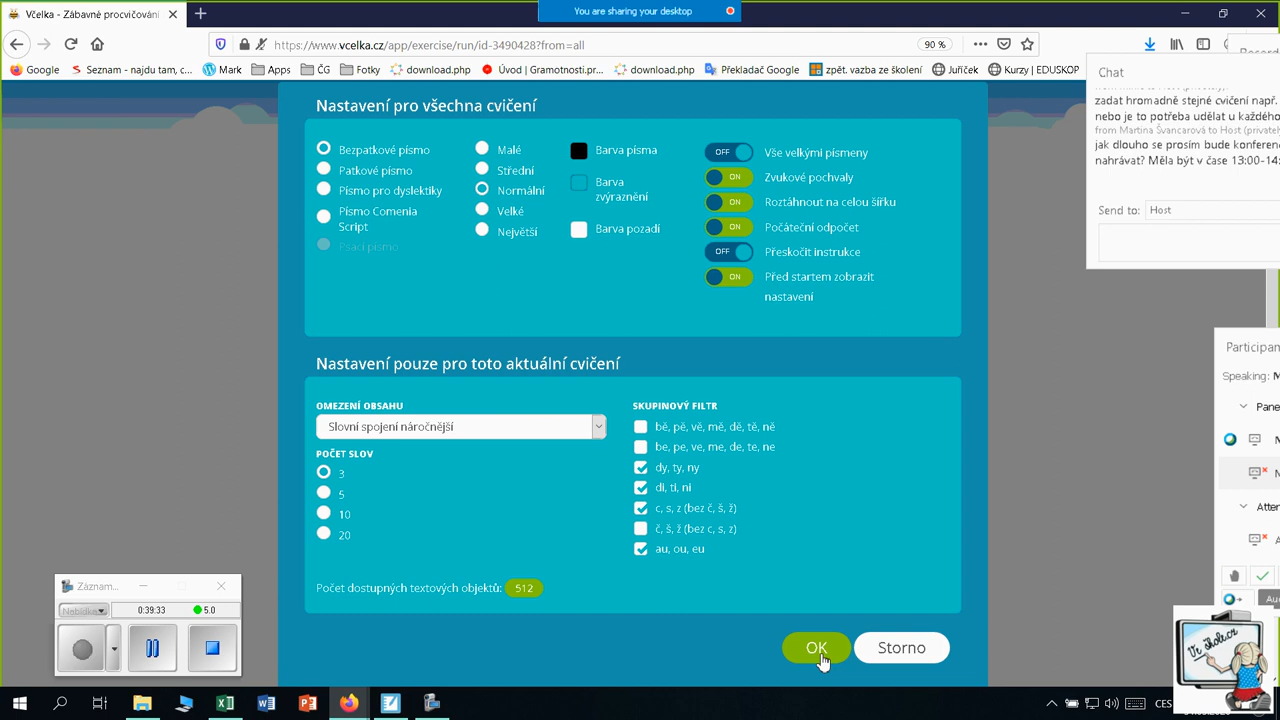 You are sharing your desktop
Včelka - Zábavné procvičování
https://www.vcelka.cz/app/exercise/run/id-3490428?from=all
90 %
Google
Seznam - najdu tam, c...
Mark
Apps
ČG
Fotky
download.php
Úvod | Gramotnosti.pr...
download.php
Překladač Google
zpět. vazba ze školení
Juříček
Kurzy | EDUSKOP
Chat
zadat hromadně stejné cvičení např.
nebo je to potřeba udělat u každého
from Martina Švancarová to Host (private
jak dlouho se prosím bude konferenc
nahrávat? Měla být v čase 13:00-14:
Send to:
Host
Participan
Speaking:
Pane
Atten
Nastavení pro všechna cvičení
Bezpatkové písmo
Patkové písmo
Písmo pro dyslektiky
Písmo Comenia
Script
Psací písmo
Malé
Střední
Normální
Velké
Největší
Barva písma
Barva
zvýraznění
Barva pozadí
OFF Vše velkými písmeny
ON Zvukové pochvaly
ON Roztáhnout na celou šířku
ON Počáteční odpočet
OFF Přeskočit instrukce
ON Před startem zobrazit
nastavení
Nastavení pouze pro toto aktuální cvičení
OMEZENÍ OBSAHU
Slovní spojení náročnější
POČET SLOV
3
5
10
20
SKUPINOVÝ FILTR
bě, pě, vě, mě, dě, tě, ně
be, pe, ve, me, de, te, ne
dy, ty, ny
di, ti, ni
c, s, z (bez č, š, ž)
č, š, ž (bez c, s, z)
au, ou, eu
Počet dostupných textových objektů: 512
OK
Storno
Záznam...
Nabídka
0:39:33
5.0
Ve škole.cz
CES